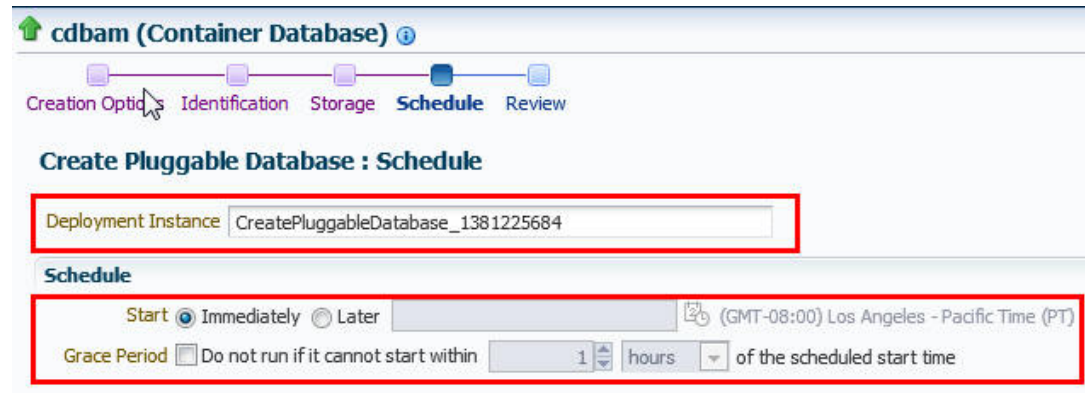 cdbam (Container Database)
Creation Options Identification Storage Schedule Review
Create Pluggable Database : Schedule
Deployment Instance CreatePluggableDatabase_1381225684
Schedule
Start Immediately Later (GMT-08:00) Los Angeles - Pacific Time (PT)
Grace Period Do not run if it cannot start within 1 hours of the scheduled start time